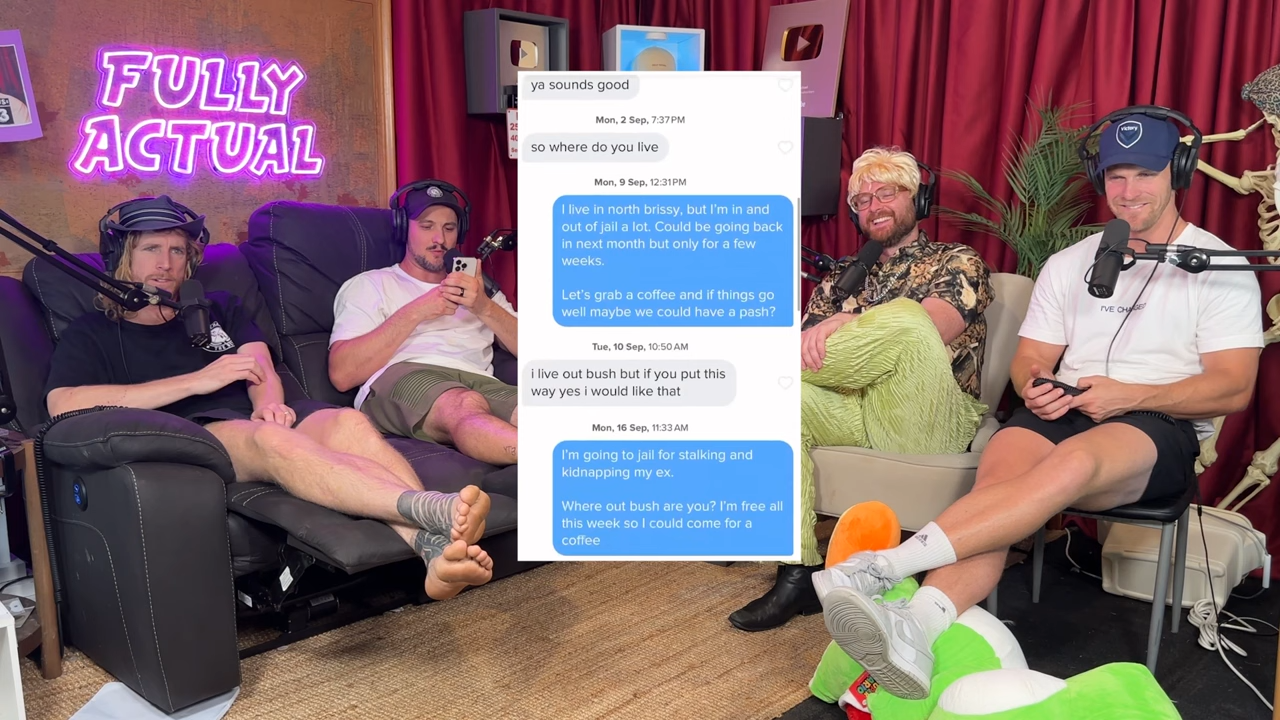 FULLY
ACTUAL
ya sounds good
Mon, 2 Sep, 7:37PM
so where do you live
Mon, 9 Sep, 12:31PM
I live in north brissy, but I'm in and
out of jail a lot. Could be going back
in next month but only for a few
weeks.
Let's grab a coffee and if things go
well maybe we could have a pash?
Tue, 10 Sep, 10:50AM
i live out bush but if you put this
way yes i would like that
Mon, 16 Sep, 11:33AM
I'm going to jail for stalking and
kidnapping my ex.
Where out bush are you? I'm free all
this week so I could come for a
coffee
Victory
I'VE CHANGED